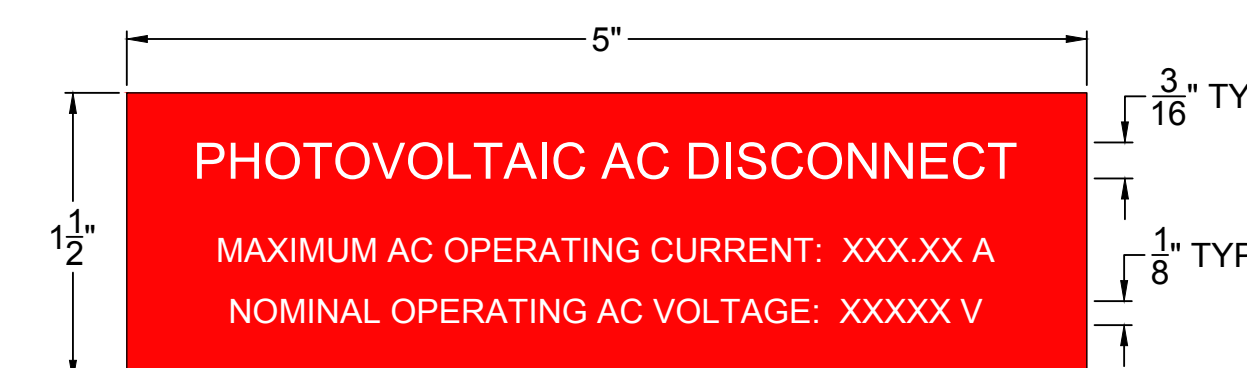 5"
3/16" TY
PHOTOVOLTAIC AC DISCONNECT
1 1/2"
MAXIMUM AC OPERATING CURRENT: XXX.XX A
1/8" TYP
NOMINAL OPERATING AC VOLTAGE: XXXXX V